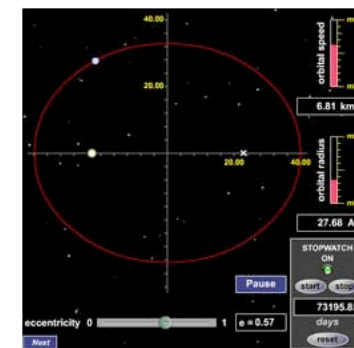 40.00
orbital speed
20.00
6.81 km
20.00
40.00
orbital radius
27.68 A
STOPWATCH
ON
Pause
start
stop
73195.8
days
eccentricity 0
1
e = 0.57
reset
Next